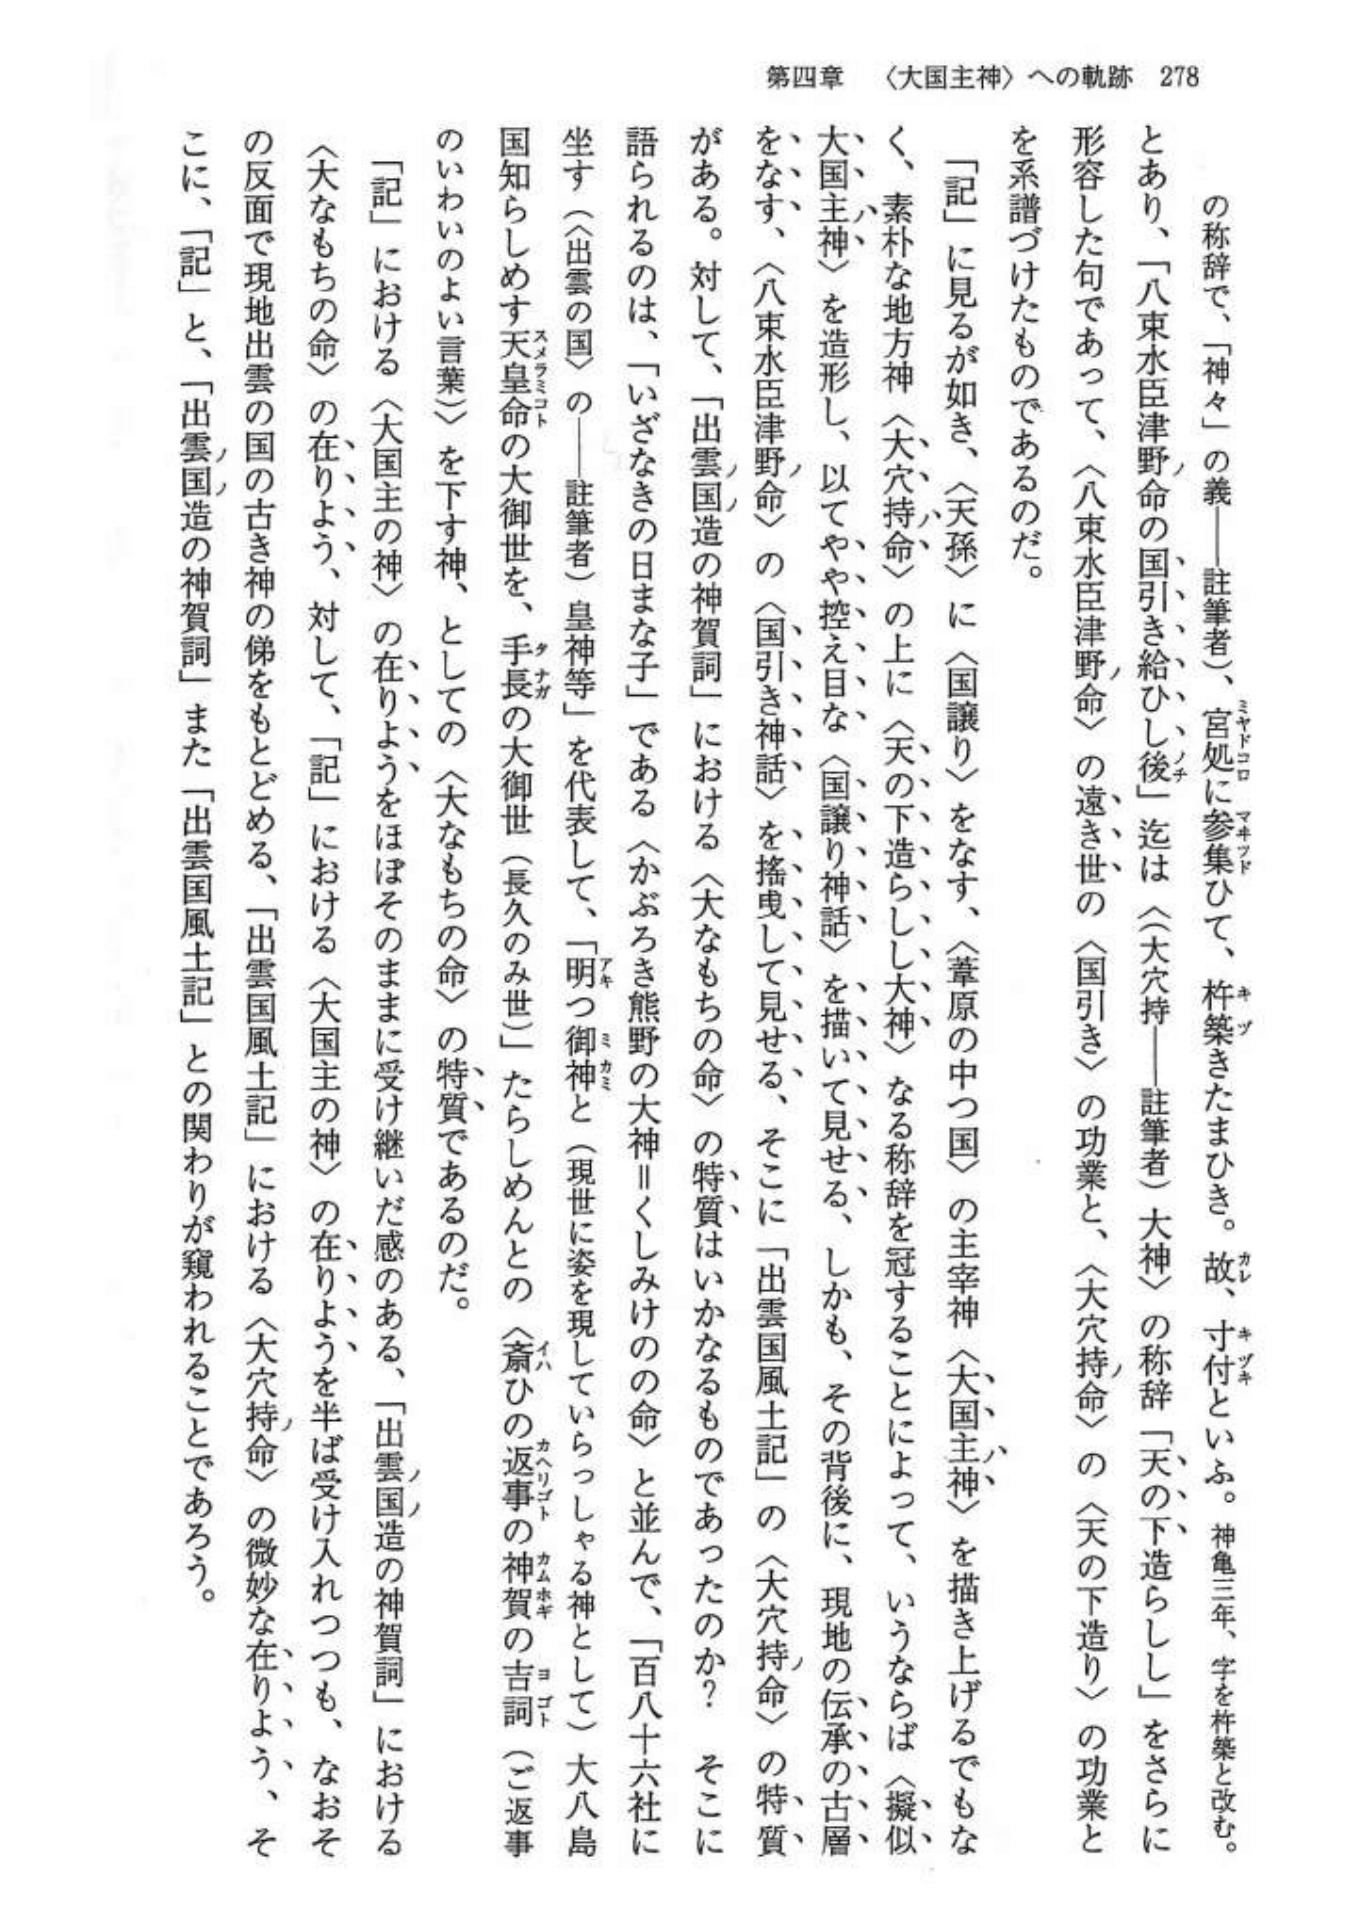 第四章　〈大国主神〉への軌跡　278
の称辞で、「神々」の義――註筆者）、宮処に参集ひて、杵築きたまひき。故、寸付といふ。神亀三年、字を杵築と改む。
とあり、「八束水臣津野命の国引き給ひし後」迄は〈（大穴持――註筆者）大神〉の称辞「天の下造らしし」をさらに
形容した句であって、〈八束水臣津野命〉の遠き世の〈国引き〉の功業と、〈大穴持命〉の〈天の下造り〉の功業と
を系譜づけたものであるのだ。
「記」に見るが如き、〈天孫〉に〈国譲り〉をなす、〈葦原の中つ国〉の主宰神〈大国主神〉を描き上げるでもな
く、素朴な地方神〈大穴持命〉の上に〈天の下造らしし大神〉なる称辞を冠することによって、いうならば〈擬似
大国主神〉を造形し、以てやや控え目な〈国譲り神話〉を描いて見せる、しかも、その背後に、現地の伝承の古層
をなす、〈八束水臣津野命〉の〈国引き神話〉を揺曳して見せる、そこに「出雲国風土記」の〈大穴持命〉の特質
がある。対して、「出雲国造の神賀詞」における〈大なもちの命〉の特質はいかなるものであったのか？　そこに
語られるのは、「いざなきの日まな子」である〈かぶろき熊野の大神＝くしみけのの命〉と並んで、「百八十六社に
坐す（〈出雲の国〉の――註筆者）皇神等」を代表して、「明つ御神と（現世に姿を現していらっしゃる神として）大八島
国知らしめす天皇命の大御世を、手長の大御世（長久のみ世）」たらしめんとの〈斎ひの返事の神賀の吉詞（ご返事
のいわいのよい言葉）〉を下す神、としての〈大なもちの命〉の特質であるのだ。
「記」における〈大国主の神〉の在りようをほぼそのままに受け継いだ感のある、「出雲国造の神賀詞」における
〈大なもちの命〉の在りよう、対して、「記」における〈大国主の神〉の在りようを半ば受け入れつつも、なおそ
の反面で現地出雲の国の古き神の俤をもとどめる、「出雲国風土記」における〈大穴持命〉の微妙な在りよう、そ
こに、「記」と、「出雲国造の神賀詞」また「出雲国風土記」との関わりが窺われることであろう。